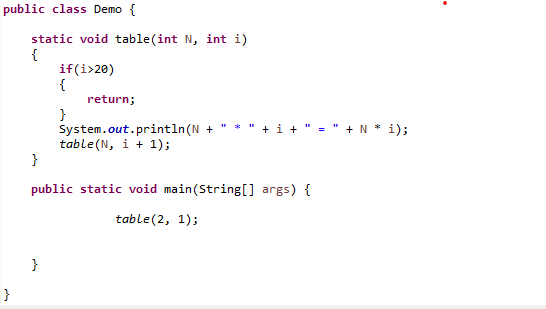 public class Demo {
static void table(int N, int i)
{
if(i>20)
{
return;
}
System.out.println(N + " * " + i + " = " + N * i);
table(N, i + 1);
}
public static void main(String[] args) {
table(2, 1);
}
}